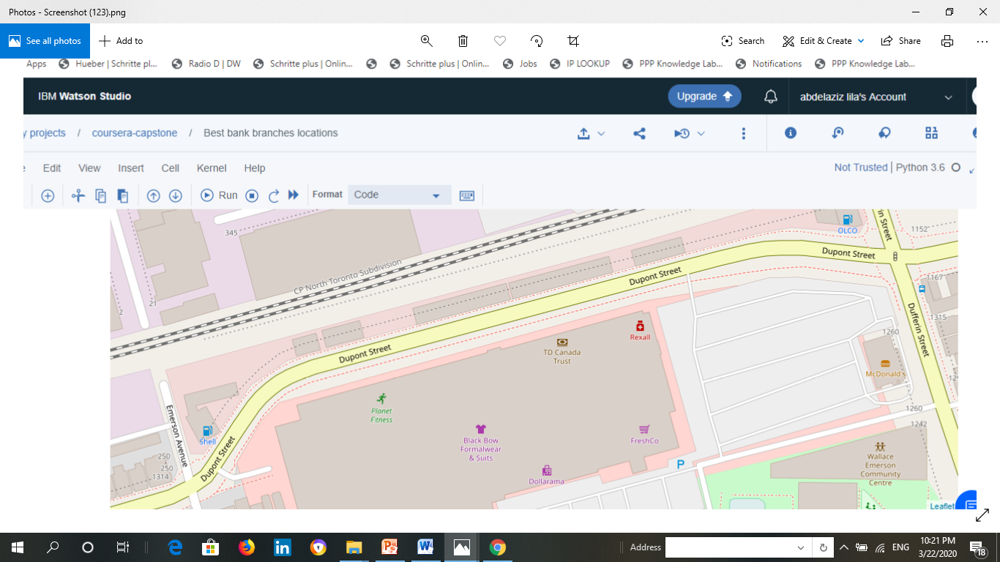 Photos - Screenshot (123).png
See all photos
Add to
Search
Edit & Create
Share
Apps
Hueber | Schritte pl...
Radio D | DW
Schritte plus | Onlin...
Schritte plus | Onlin...
Jobs
IP LOOKUP
PPP Knowledge Lab...
Notifications
PPP Knowledge Lab...
IBM Watson Studio
Upgrade
abdelaziz lila's Account
y projects / coursera-capstone / Best bank branches locations
Edit View Insert Cell Kernel Help
Not Trusted | Python 3.6
Run
Format
Code
345
CP North Toronto Subdivision
OLCO
in Street
1152
Dupont Street
Dupont Street
1167
21
2
Dufferin Street
1315
Rexall
1260
TD Canada
Trust
Dupont Street
McDonald's
129
Planet
Fitness
1260
Emerson Avenue
1242
Shell
Black Bow
Formalwear
& Suits
FreshCo
Dupont Street
250
250
1314
P
Wallace
Emerson
Community
Centre
Dollarama
Leaflet
Address
ENG
10:21 PM
3/22/2020
18